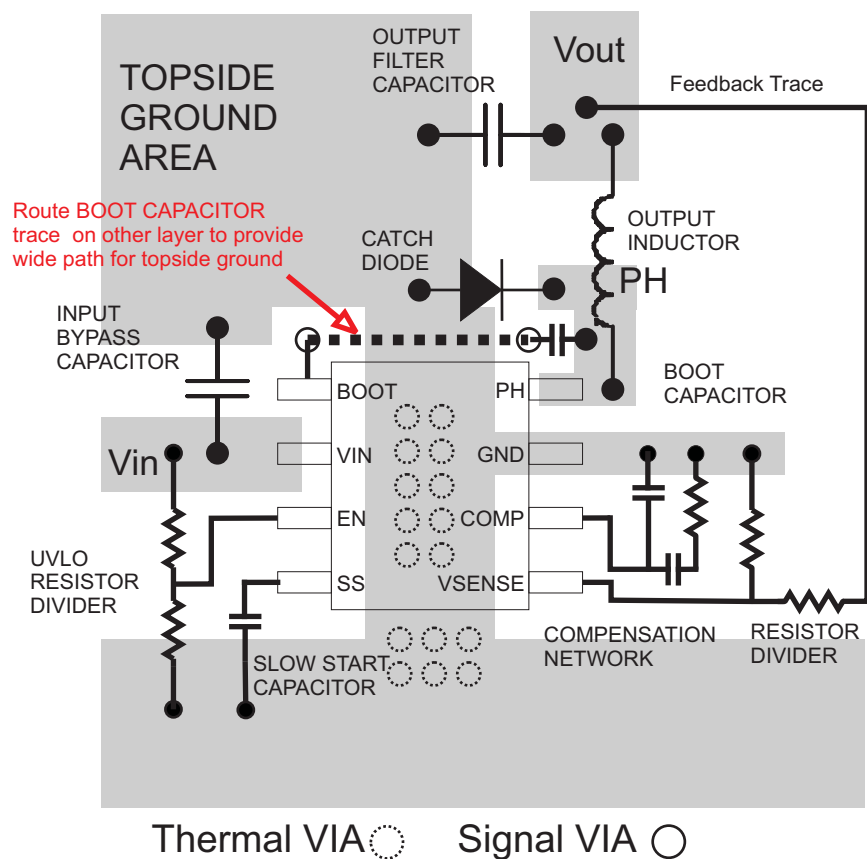 OUTPUT
FILTER
CAPACITOR
Vout
TOPSIDE
GROUND
AREA
Feedback Trace
Route BOOT CAPACITOR
trace on other layer to provide
wide path for topside ground
CATCH
DIODE
OUTPUT
INDUCTOR
PH
INPUT
BYPASS
CAPACITOR
BOOT
CAPACITOR
BOOT
PH
Vin
VIN
GND
EN
COMP
UVLO
RESISTOR
DIVIDER
SS
VSENSE
SLOW START
CAPACITOR
COMPENSATION
NETWORK
RESISTOR
DIVIDER
Thermal VIA
Signal VIA